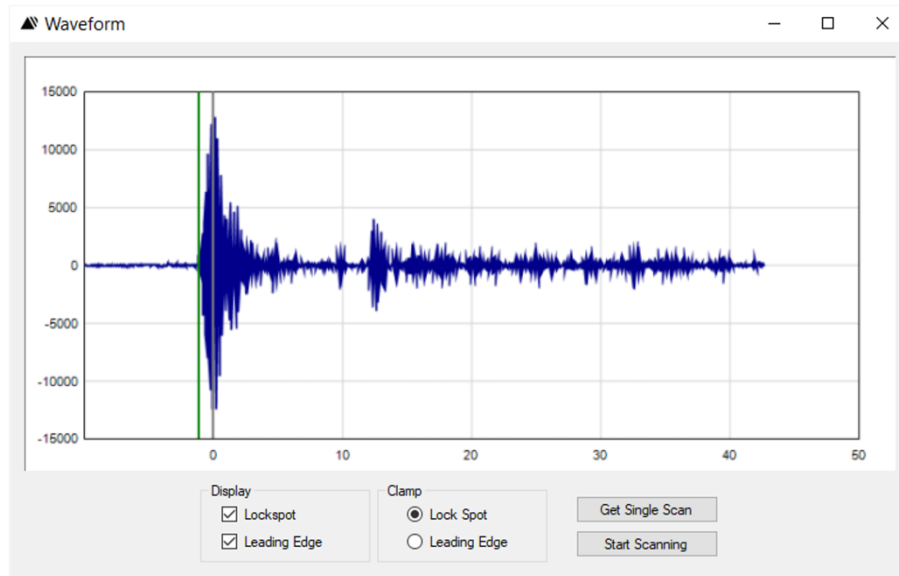 Waveform
15000
10000
5000
0
-5000
-10000
-15000
0 10 20 30 40 50
Display
Lockspot
Leading Edge
Clamp
Lock Spot
Leading Edge
Get Single Scan
Start Scanning